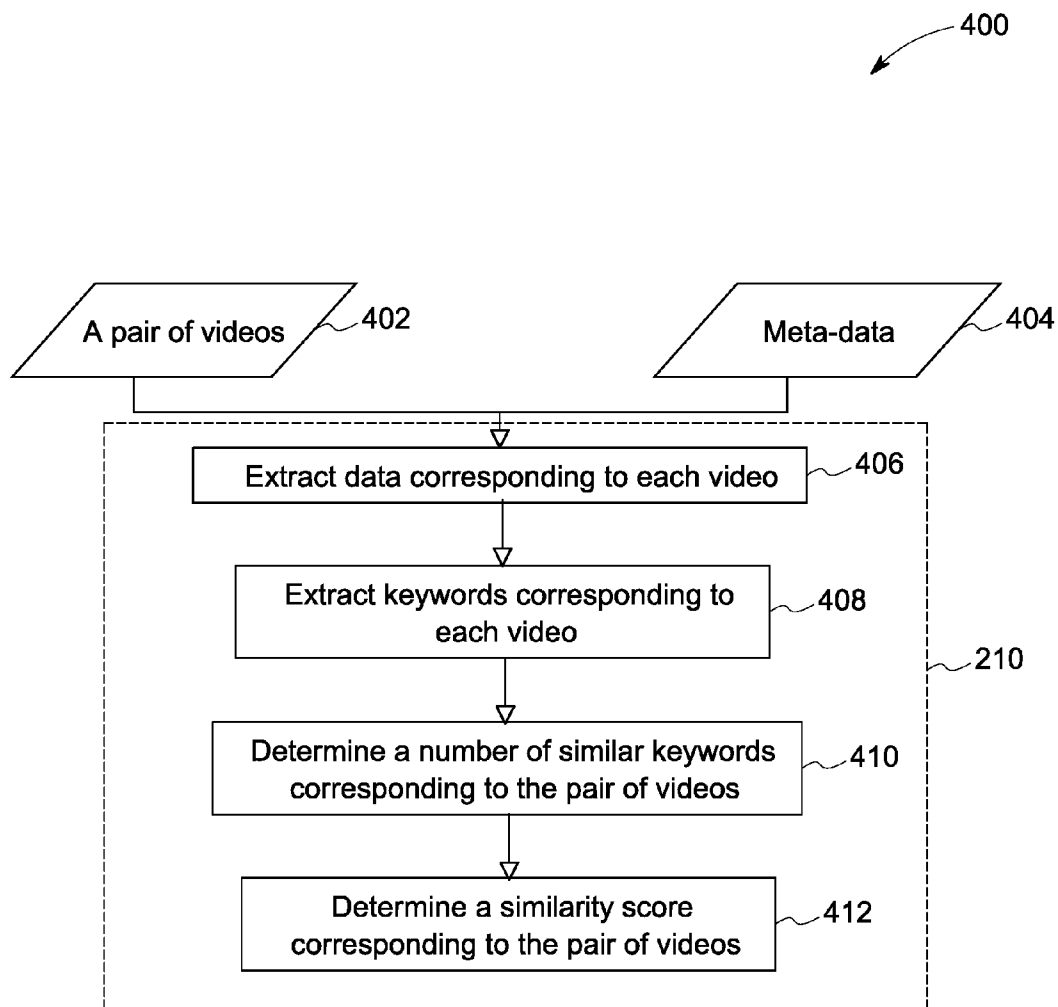 400
A pair of videos
402
Meta-data
404
Extract data corresponding to each video
406
Extract keywords corresponding to
each video
408
210
Determine a number of similar keywords
corresponding to the pair of videos
410
Determine a similarity score
corresponding to the pair of videos
412